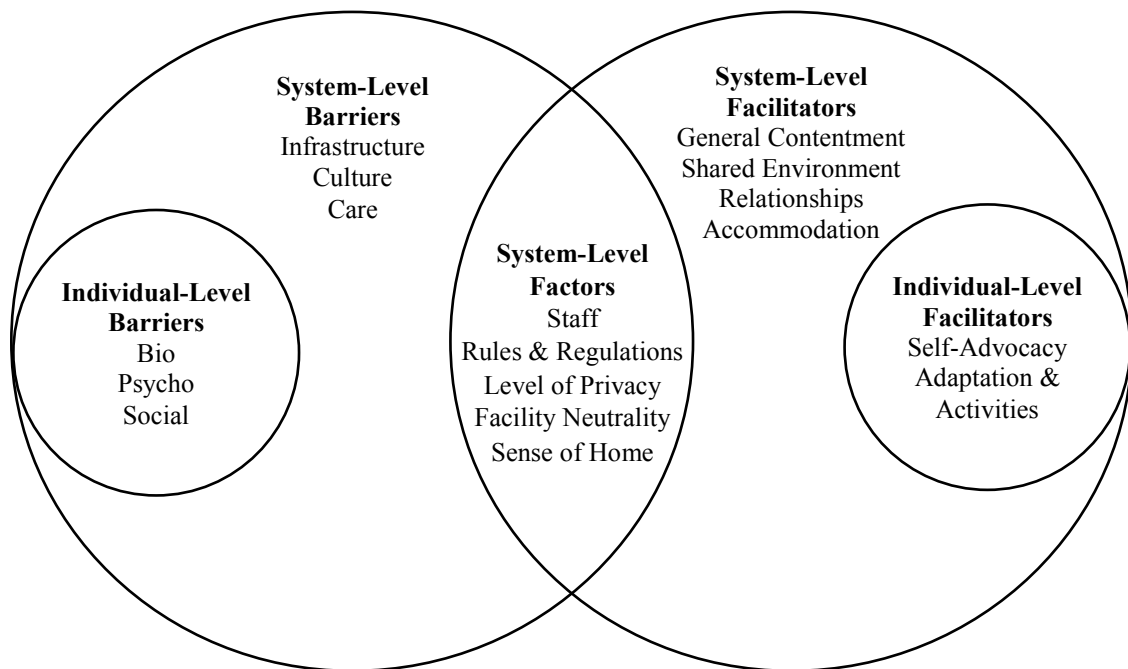 System-Level
Barriers
Infrastructure
Culture
Care
Individual-Level
Barriers
Bio
Psycho
Social
System-Level
Factors
Staff
Rules & Regulations
Level of Privacy
Facility Neutrality
Sense of Home
System-Level
Facilitators
General Contentment
Shared Environment
Relationships
Accommodation
Individual-Level
Facilitators
Self-Advocacy
Adaptation &
Activities